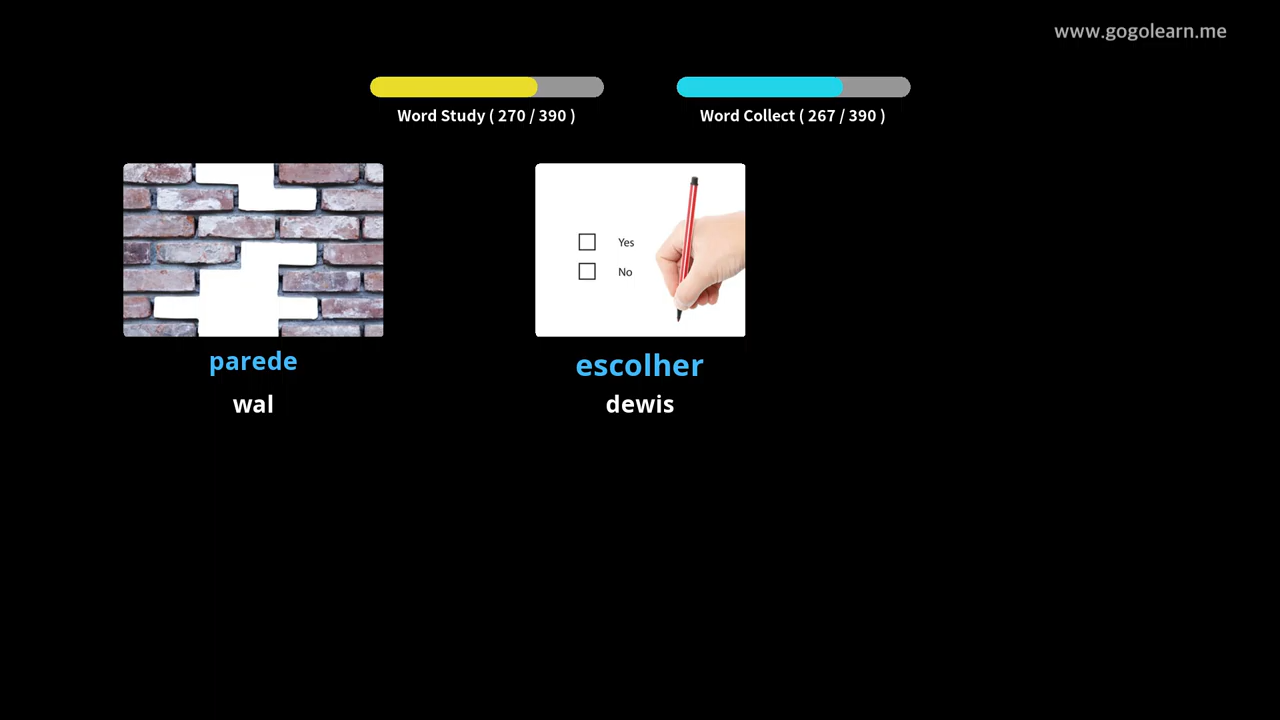 www.gogolearn.me
Word Study ( 270 / 390 )
Word Collect ( 267 / 390 )
Yes
No
parede
wal
escolher
dewis